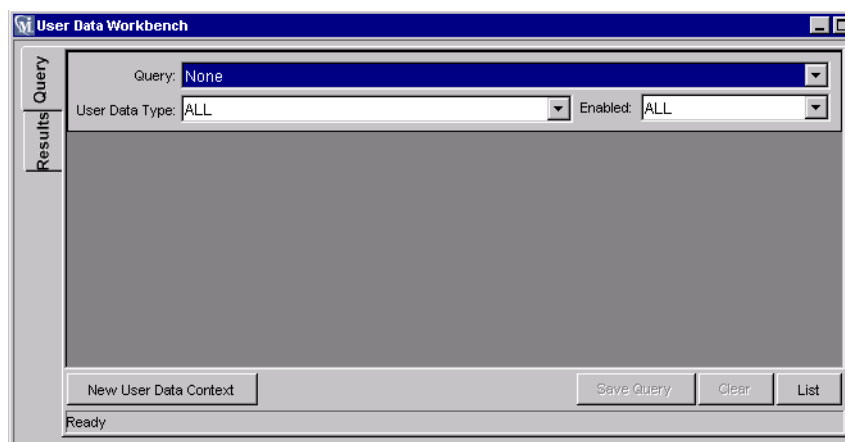 User Data Workbench
Query
Results
Query: None
User Data Type: ALL Enabled: ALL
New User Data Context Save Query Clear List
Ready